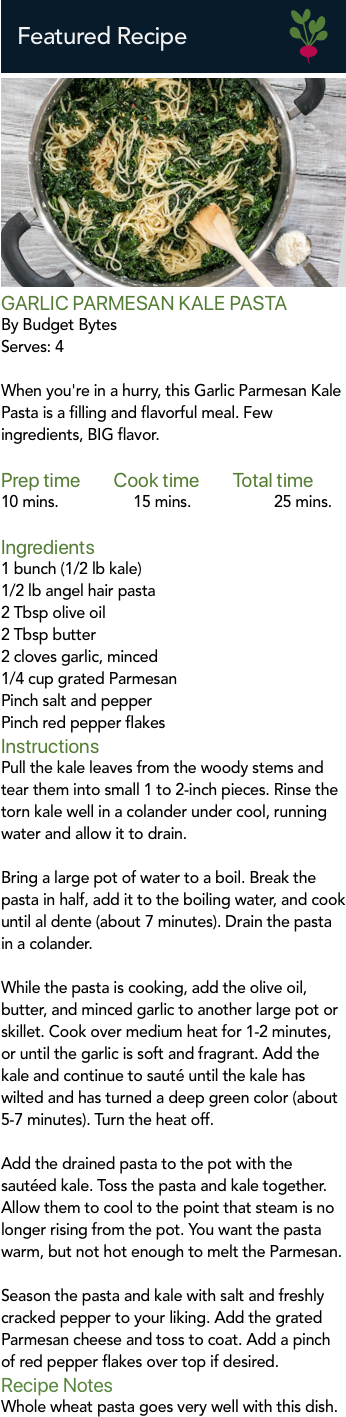 Featured Recipe
GARLIC PARMESAN KALE PASTA
By Budget Bytes
Serves: 4
When you're in a hurry, this Garlic Parmesan Kale
Pasta is a filling and flavorful meal. Few
ingredients, BIG flavor.
Prep time Cook time Total time
10 mins. 15 mins. 25 mins.
Ingredients
1 bunch (1/2 lb kale)
1/2 lb angel hair pasta
2 Tbsp olive oil
2 Tbsp butter
2 cloves garlic, minced
1/4 cup grated Parmesan
Pinch salt and pepper
Pinch red pepper flakes
Instructions
Pull the kale leaves from the woody stems and
tear them into small 1 to 2-inch pieces. Rinse the
torn kale well in a colander under cool, running
water and allow it to drain.
Bring a large pot of water to a boil. Break the
pasta in half, add it to the boiling water, and cook
until al dente (about 7 minutes). Drain the pasta
in a colander.
While the pasta is cooking, add the olive oil,
butter, and minced garlic to another large pot or
skillet. Cook over medium heat for 1-2 minutes,
or until the garlic is soft and fragrant. Add the
kale and continue to sauté until the kale has
wilted and has turned a deep green color (about
5-7 minutes). Turn the heat off.
Add the drained pasta to the pot with the
sautéed kale. Toss the pasta and kale together.
Allow them to cool to the point that steam is no
longer rising from the pot. You want the pasta
warm, but not hot enough to melt the Parmesan.
Season the pasta and kale with salt and freshly
cracked pepper to your liking. Add the grated
Parmesan cheese and toss to coat. Add a pinch
of red pepper flakes over top if desired.
Recipe Notes
Whole wheat pasta goes very well with this dish.